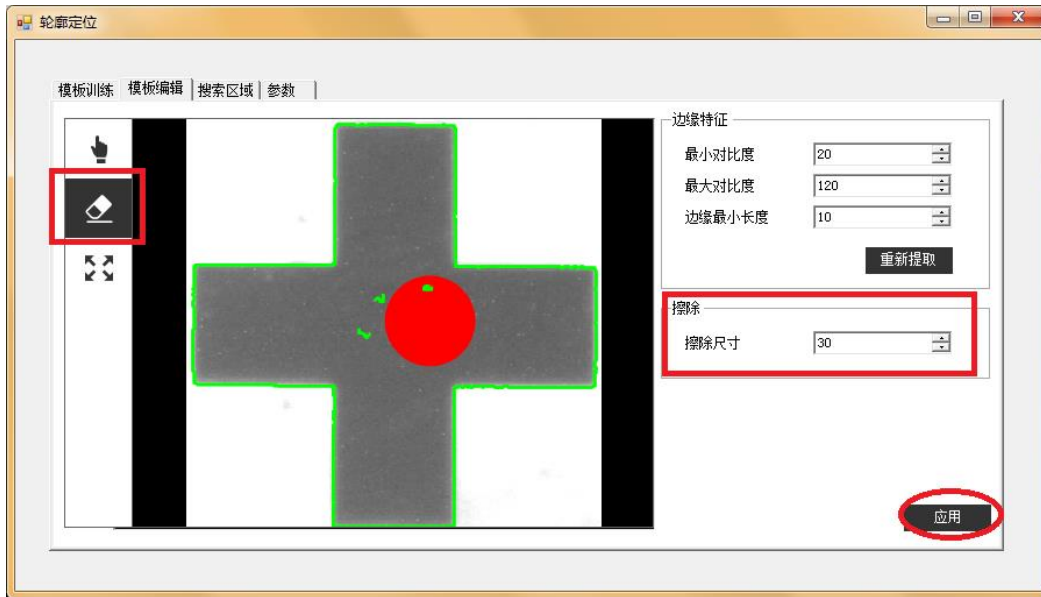 轮廓定位
模板训练 模板编辑 搜索区域 参数
边缘特征
最小对比度 20
最大对比度 120
边缘最小长度 10
重新提取
擦除
擦除尺寸 30
应用